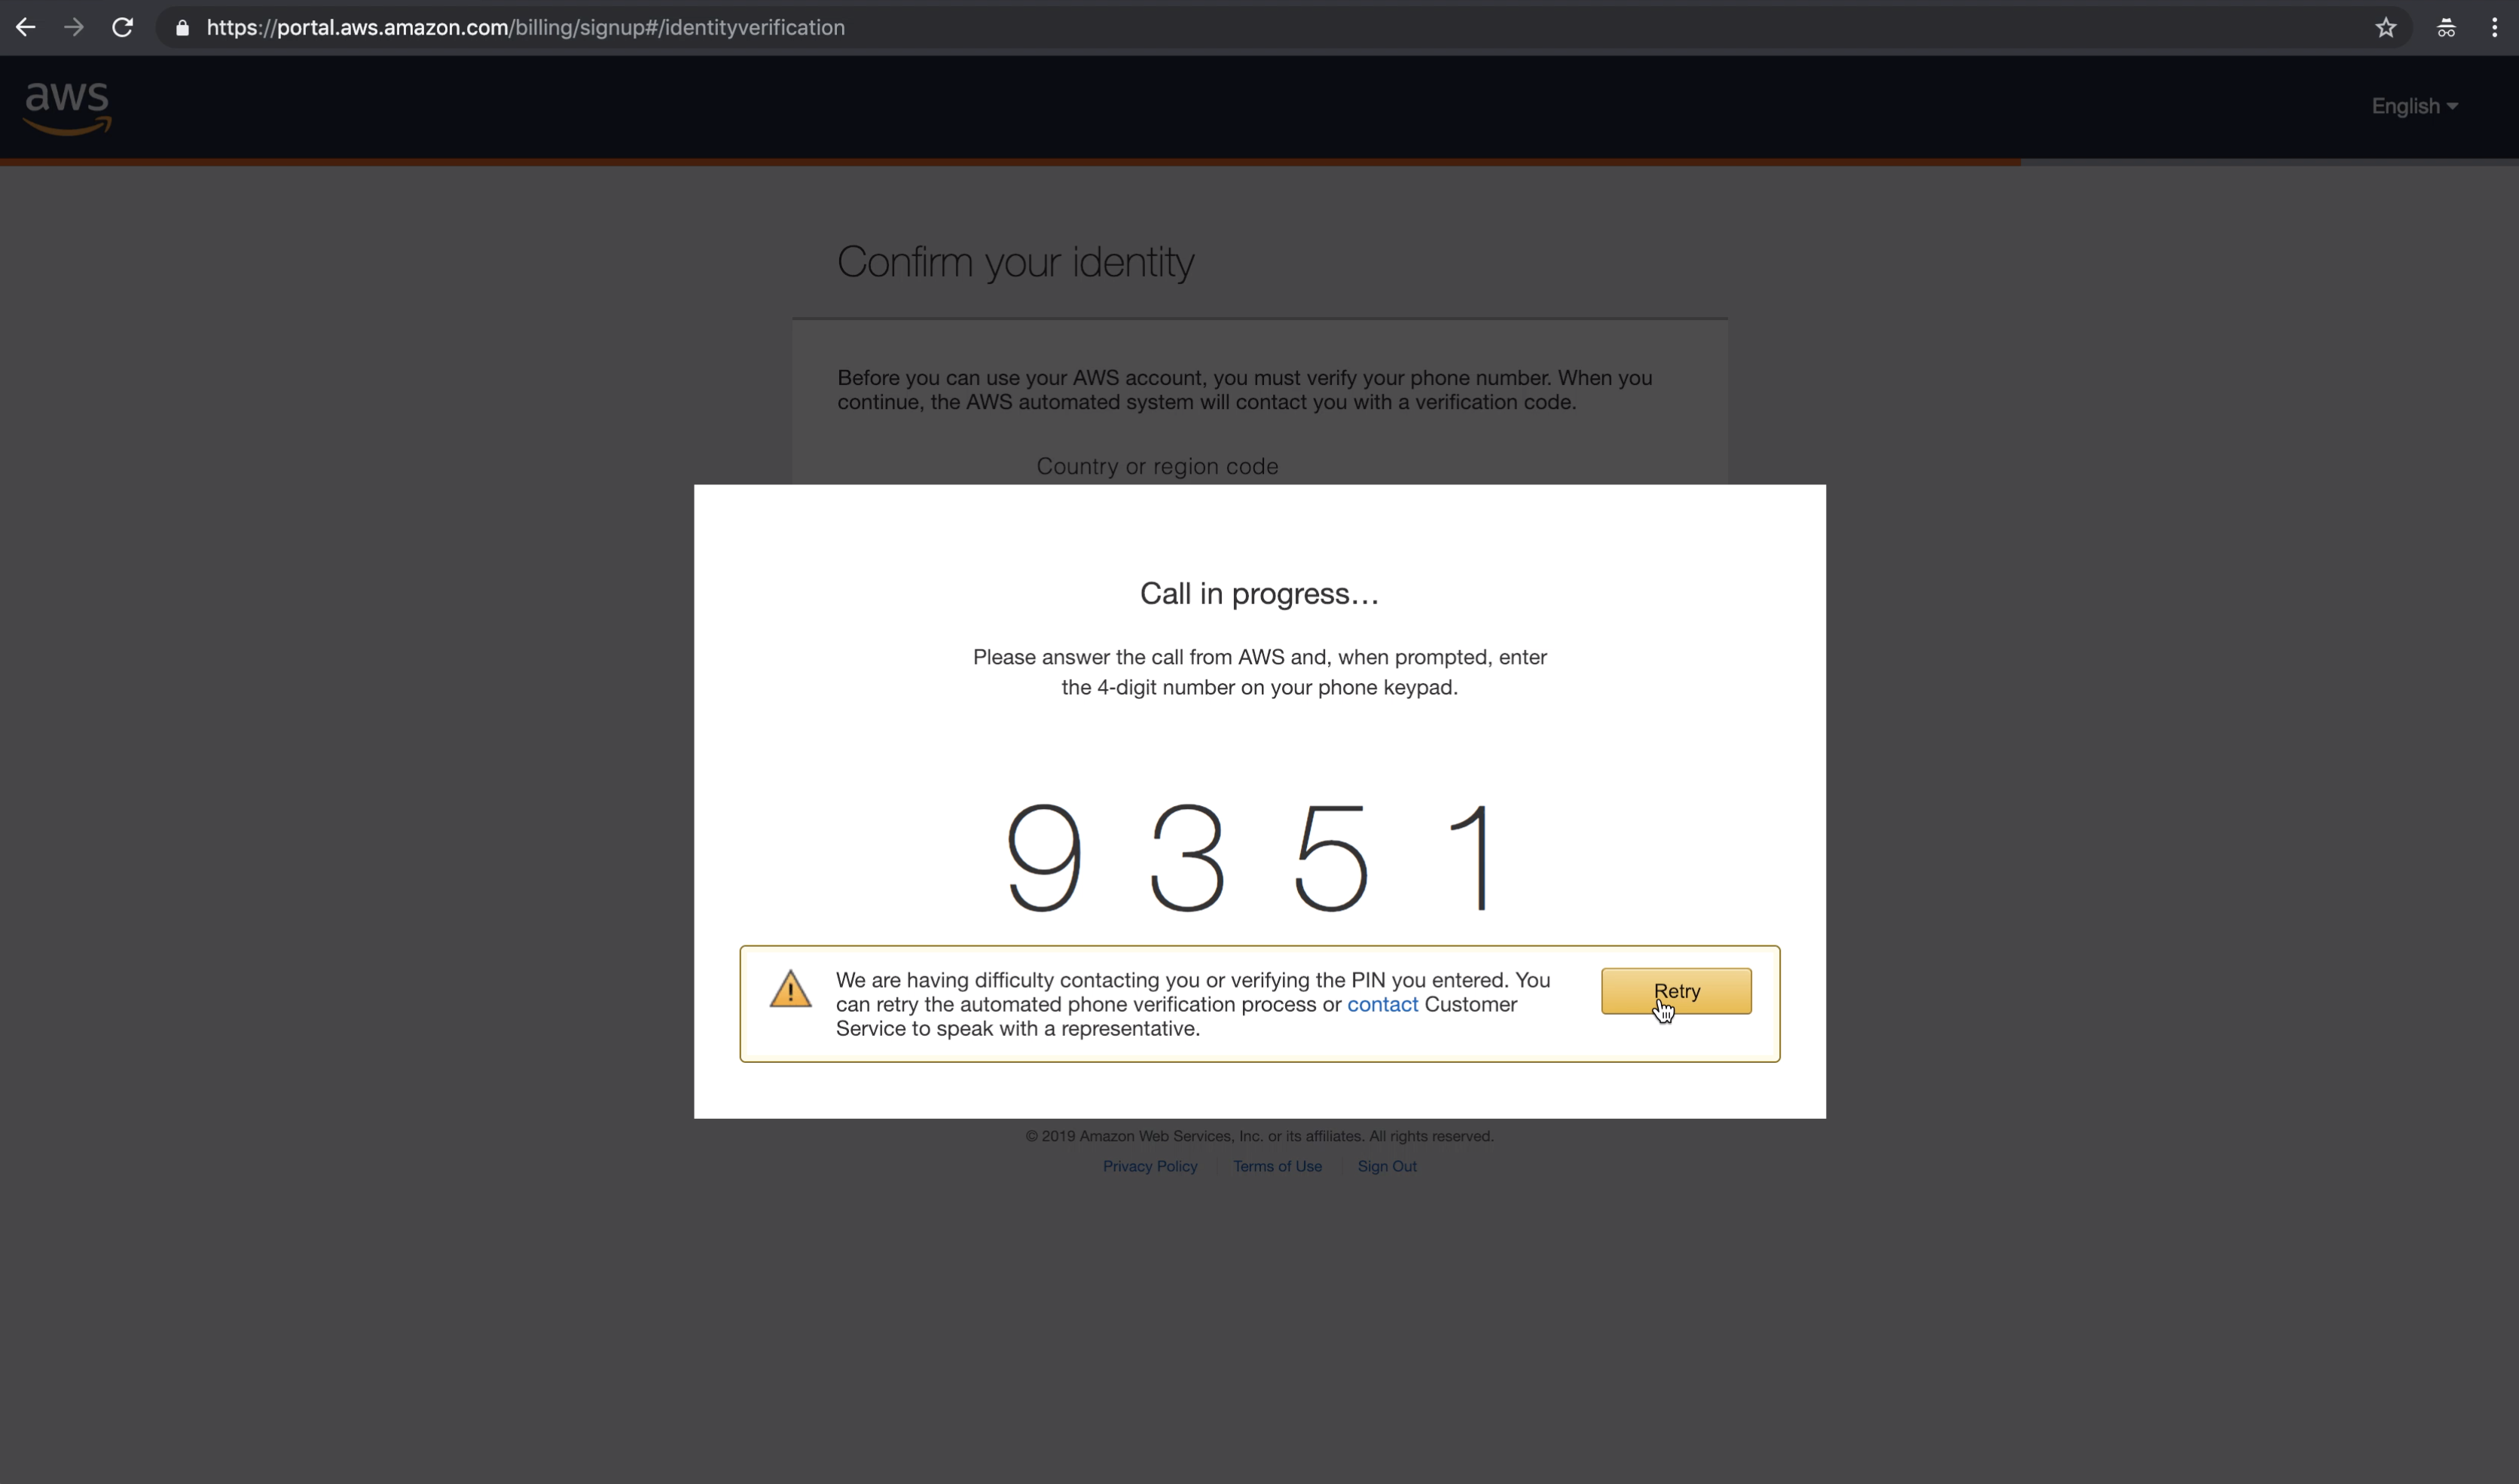 https://portal.aws.amazon.com/billing/signup#/identityverification
aws
English
Confirm your identity
Before you can use your AWS account, you must verify your phone number. When you
continue, the AWS automated system will contact you with a verification code.
Country or region code
Call in progress...
Please answer the call from AWS and, when prompted, enter
the 4-digit number on your phone keypad.
9 3 5 1
We are having difficulty contacting you or verifying the PIN you entered. You
can retry the automated phone verification process or contact Customer
Service to speak with a representative.
Retry
© 2019 Amazon Web Services, Inc. or its affiliates. All rights reserved.
Privacy Policy Terms of Use Sign Out